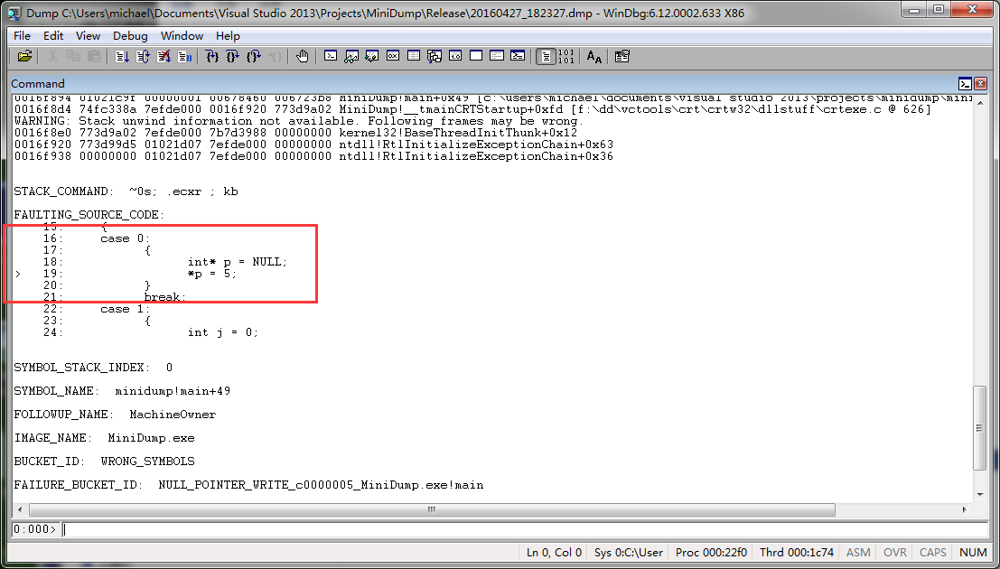 Dump C:\Users\michael\Documents\Visual Studio 2013\Projects\MiniDump\Release\20160427_182327.dmp - WinDbg:6.12.0002.633 X86
File Edit View Debug Window Help
Command
0016f894 01021c9f 00000001 00678460 006723b8 MiniDump!main+0x49 [c:\users\michael\documents\visual studio 2013\projects\minidump\mini
0016f8d4 74fc338a 7efde000 0016f920 773d9a02 MiniDump!__tmainCRTStartup+0xfd [f:\dd\vctools\crt\crtw32\dllstuff\crtexe.c @ 626]
WARNING: Stack unwind information not available. Following frames may be wrong.
0016f8e0 773d9a02 7efde000 7b7d3988 00000000 kernel32!BaseThreadInitThunk+0x12
0016f920 773d99d5 01021d07 7efde000 00000000 ntdll!RtlInitializeExceptionChain+0x63
0016f938 00000000 01021d07 7efde000 00000000 ntdll!RtlInitializeExceptionChain+0x36
STACK_COMMAND: ~0s; .ecxr ; kb
FAULTING_SOURCE_CODE:
15: {
16: case 0:
17: {
18: int* p = NULL;
> 19: *p = 5;
20: }
21: break;
22: case 1:
23: {
24: int j = 0;
SYMBOL_STACK_INDEX: 0
SYMBOL_NAME: minidump!main+49
FOLLOWUP_NAME: MachineOwner
IMAGE_NAME: MiniDump.exe
BUCKET_ID: WRONG_SYMBOLS
FAILURE_BUCKET_ID: NULL_POINTER_WRITE_c0000005_MiniDump.exe!main
0:000>
Ln 0, Col 0 Sys 0:C:\User Proc 000:22f0 Thrd 000:1c74 ASM OVR CAPS NUM